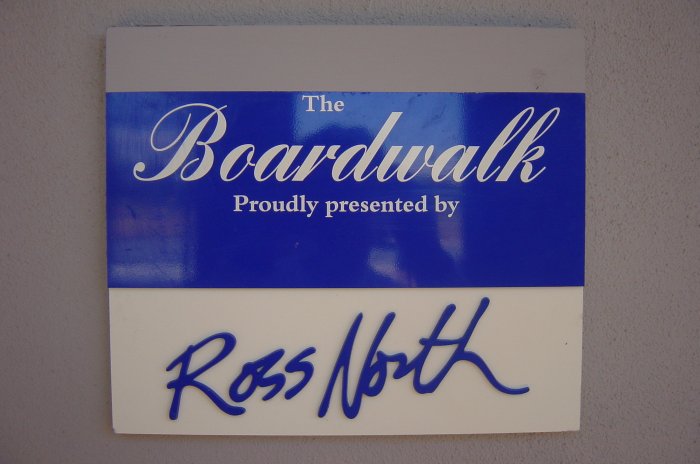 The
Boardwalk
Proudly presented by
Ross North